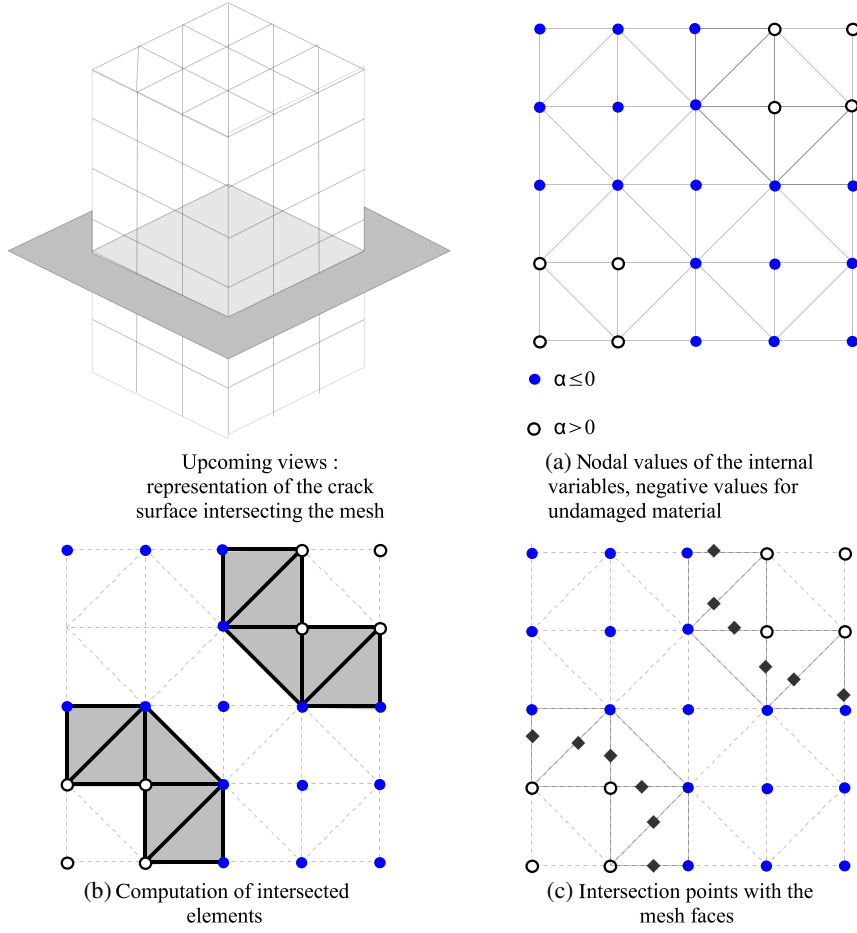 α≤0
α>0
Upcoming views :
representation of the crack
surface intersecting the mesh
(a) Nodal values of the internal
variables, negative values for
undamaged material
(b) Computation of intersected
elements
(c) Intersection points with the
mesh faces